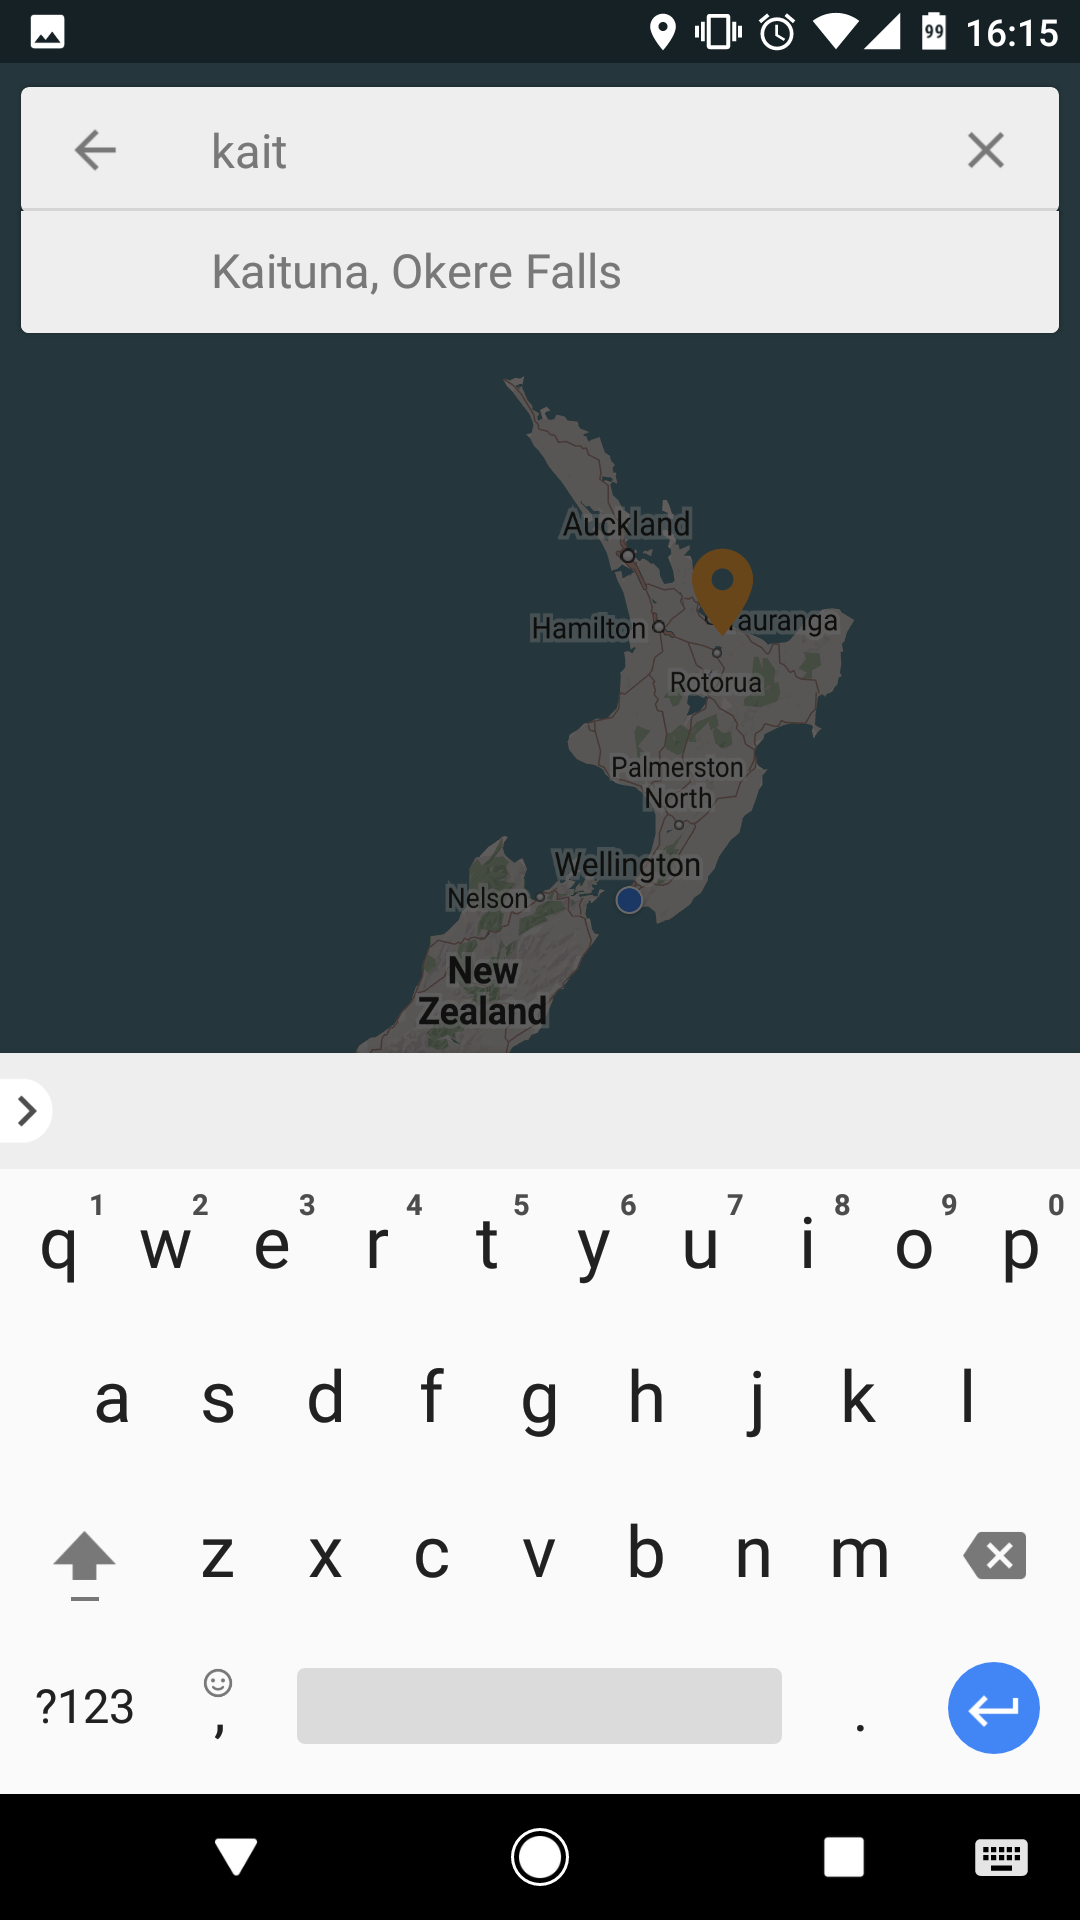 99 16:15
kait
Kaituna, Okere Falls
Auckland
Hamilton
auranga
Rotorua
Palmerston
North
Wellington
Nelson
New
Zealand
1 2 3 4 5 6 7 8 9 0
q w e r t y u i o p
a s d f g h j k l
z x c v b n m
?123 , .